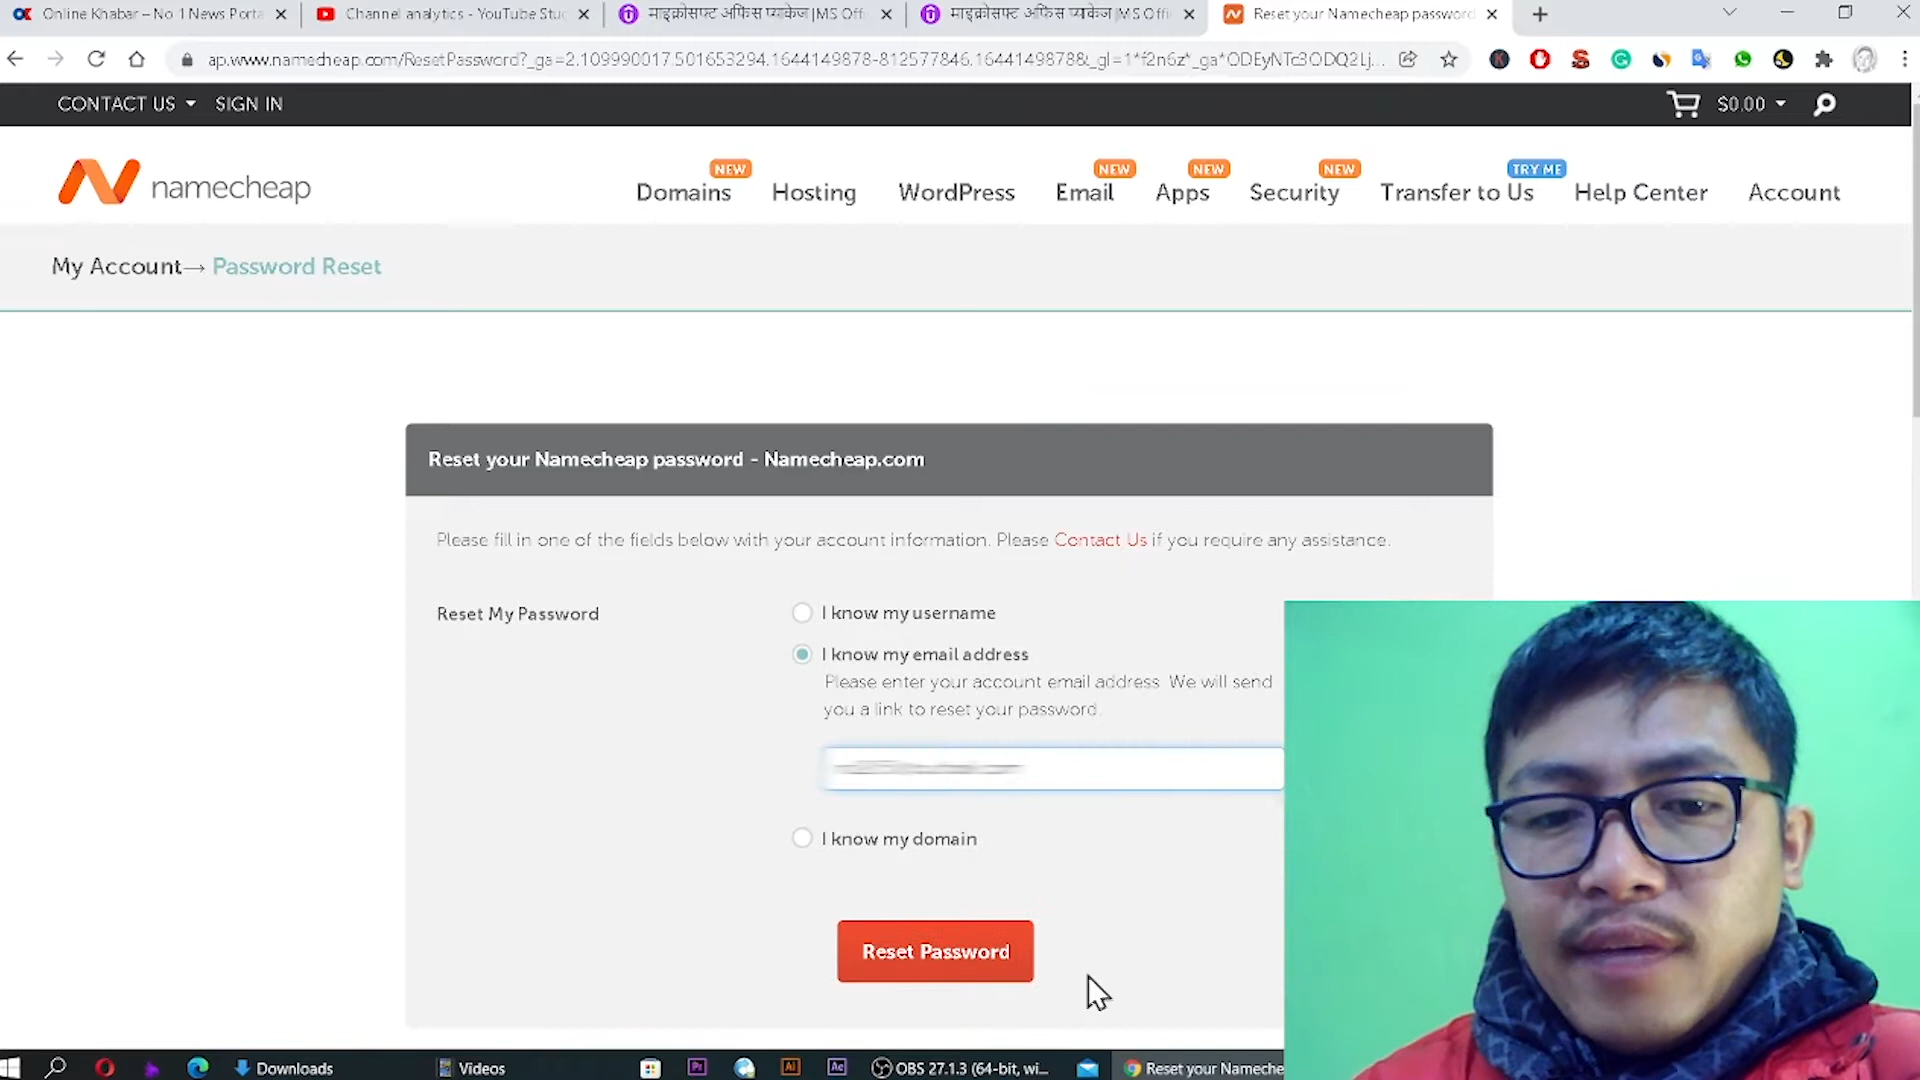 Online Khabar – No. 1 News Porta
Channel analytics - YouTube Stud
माइक्रोसफ्ट अफिस प्याकेज |MS Offi
माइक्रोसफ्ट अफिस प्याकेज |MS Offi
Reset your Namecheap password
CONTACT US
SIGN IN
$0.00
namecheap
NEW
NEW
NEW
NEW
TRY ME
Domains
Hosting
WordPress
Email
Apps
Security
Transfer to Us
Help Center
Account
My Account→ Password Reset
Reset your Namecheap password - Namecheap.com
Please fill in one of the fields below with your account information. Please Contact Us if you require any assistance.
Reset My Password
I know my username
I know my email address
Please enter your account email address. We will send
you a link to reset your password.
I know my domain
Reset Password
Downloads
Videos
Pr
Ai
Ae
OBS 27.1.3 (64-bit, wi...
Reset your Nameche